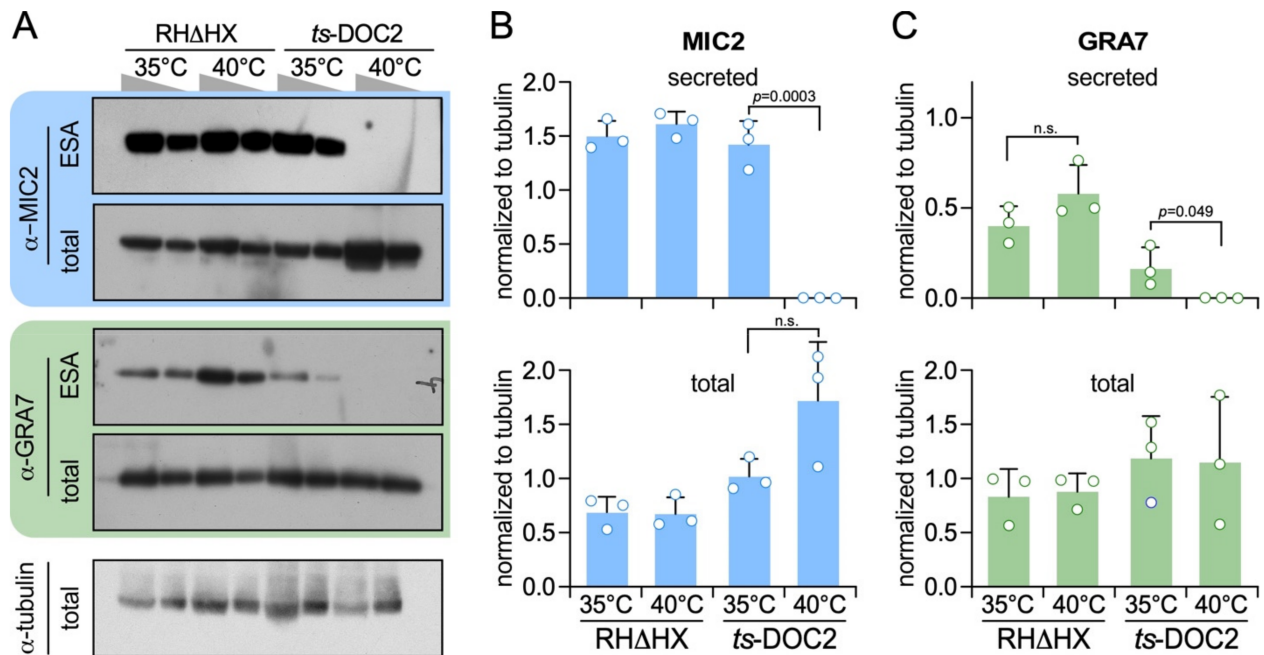 A
RHΔHX
ts-DOC2
35°C
40°C
35°C
40°C
α-MIC2
ESA
total
α-GRA7
ESA
total
α-tubulin
total
B
MIC2
secreted
normalized to tubulin
2.0
1.5
1.0
0.5
0.0
p=0.0003
total
normalized to tubulin
2.0
1.5
1.0
0.5
0.0
n.s.
35°C
40°C
35°C
40°C
RHΔHX
ts-DOC2
C
GRA7
secreted
normalized to tubulin
1.0
0.5
0.0
n.s.
p=0.049
total
normalized to tubulin
2.0
1.5
1.0
0.5
0.0
35°C
40°C
35°C
40°C
RHΔHX
ts-DOC2